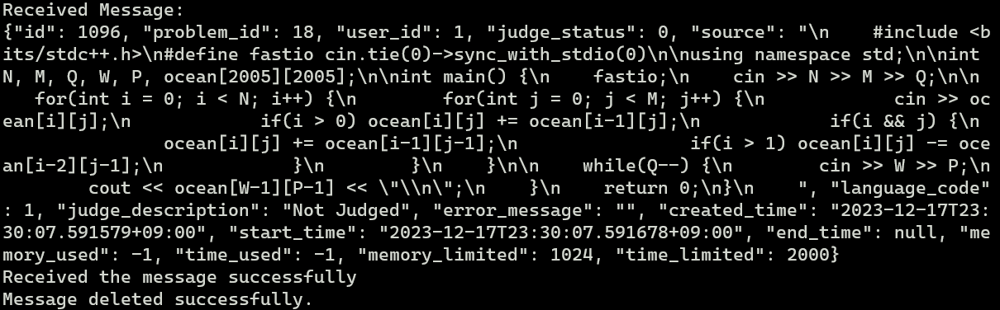 Received Message:
{"id": 1096, "problem_id": 18, "user_id": 1, "judge_status": 0, "source": "\n    #include <b
its/stdc++.h>\n#define fastio cin.tie(0)->sync_with_stdio(0)\n\nusing namespace std;\n\nint
N, M, Q, W, P, ocean[2005][2005];\n\nint main() {\n    fastio;\n    cin >> N >> M >> Q;\n\n
   for(int i = 0; i < N; i++) {\n        for(int j = 0; j < M; j++) {\n            cin >> oc
ean[i][j];\n            if(i > 0) ocean[i][j] += ocean[i-1][j];\n            if(i && j) {\n
               ocean[i][j] += ocean[i-1][j-1];\n                if(i > 1) ocean[i][j] -= oce
an[i-2][j-1];\n            }\n        }\n    }\n\n    while(Q--) {\n        cin >> W >> P;\n
        cout << ocean[W-1][P-1] << \"\\n\";\n    }\n    return 0;\n}\n    ", "language_code"
: 1, "judge_description": "Not Judged", "error_message": "", "created_time": "2023-12-17T23:
30:07.591579+09:00", "start_time": "2023-12-17T23:30:07.591678+09:00", "end_time": null, "me
mory_used": -1, "time_used": -1, "memory_limited": 1024, "time_limited": 2000}
Received the message successfully
Message deleted successfully.